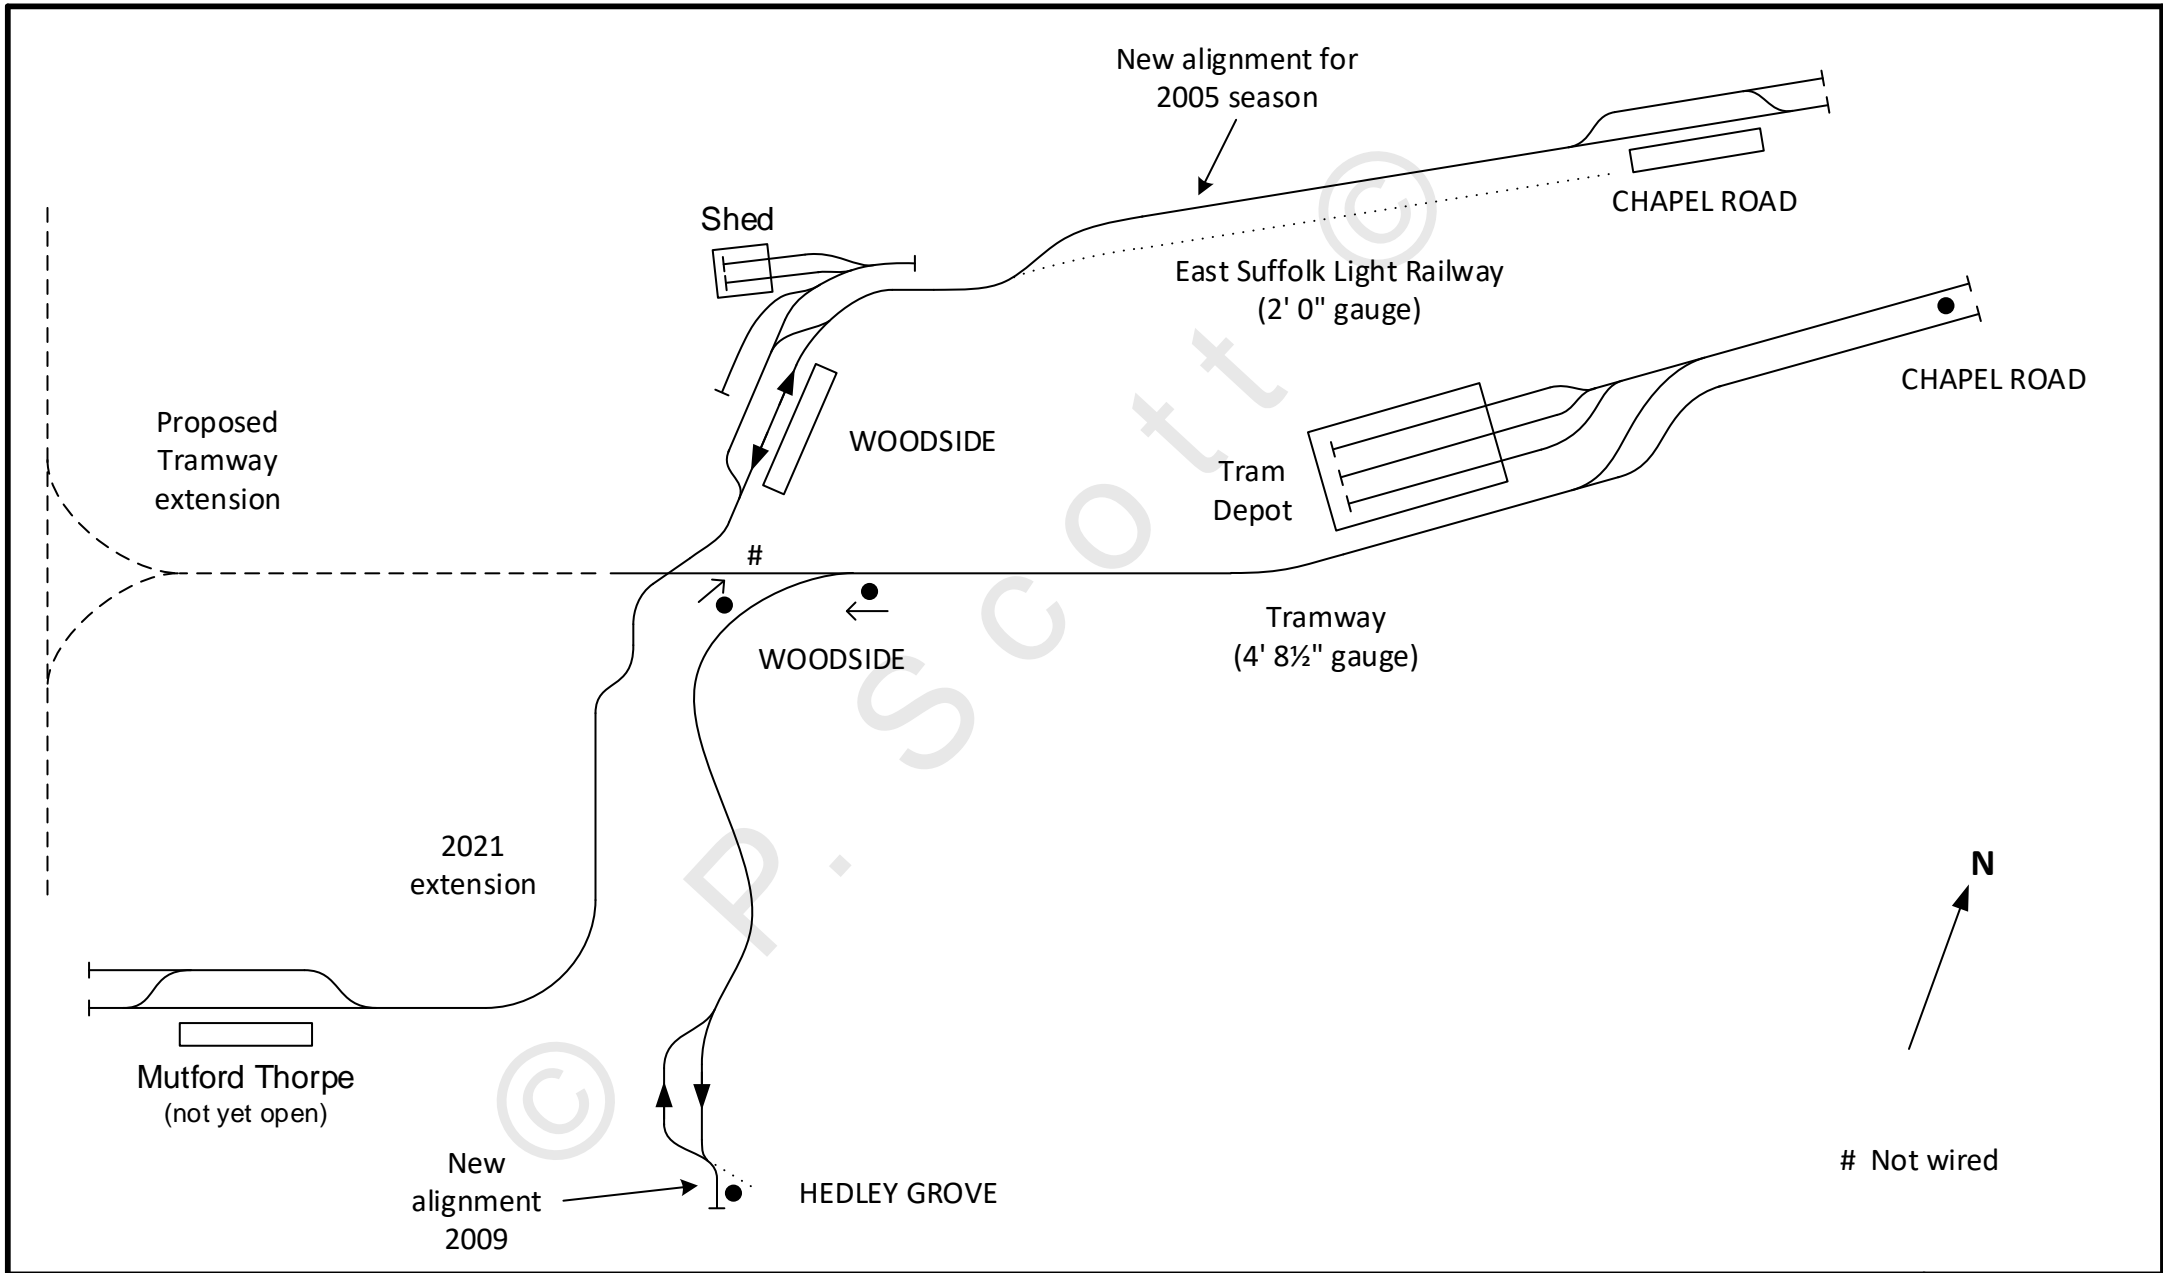 New alignment for
2005 season
Shed
CHAPEL ROAD
East Suffolk Light Railway
(2' 0" gauge)
CHAPEL ROAD
Proposed
Tramway
extension
WOODSIDE
Tram
Depot
#
WOODSIDE
Tramway
(4' 8½" gauge)
2021
extension
N
Mutford Thorpe
(not yet open)
New
alignment
2009
HEDLEY GROVE
# Not wired
© P. Scott ©